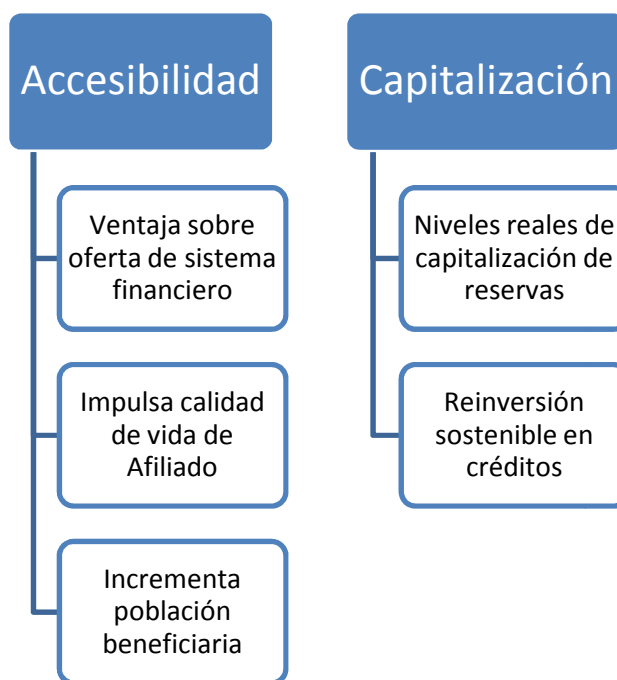 Accesibilidad
Ventaja sobre
oferta de sistema
financiero
Impulsa calidad
de vida de
Afiliado
Incrementa
población
beneficiaria
Capitalización
Niveles reales de
capitalización de
reservas
Reinversión
sostenible en
créditos